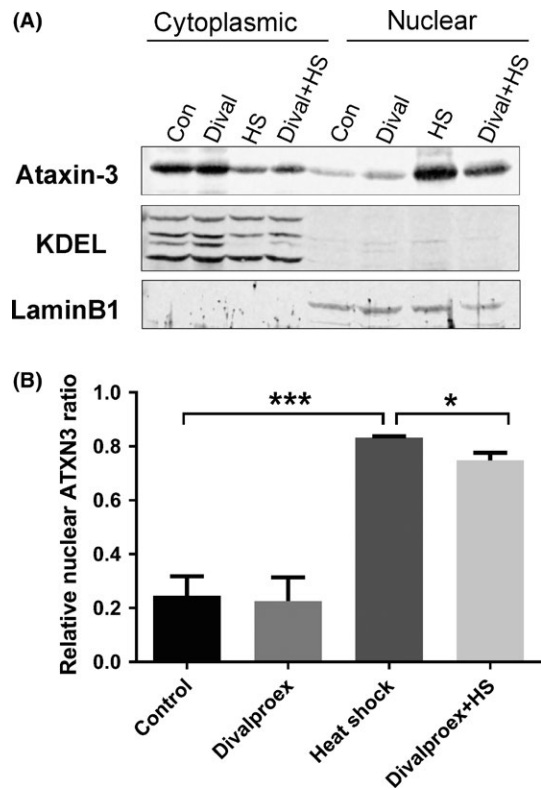 (A)
Cytoplasmic Nuclear
Con Dival HS Dival+HS Con Dival HS Dival+HS
Ataxin-3
KDEL
LaminB1
(B)
*** *
Relative nuclear ATXN3 ratio
1.0
0.8
0.6
0.4
0.2
0.0
Control Divalproex Heat shock Divalproex+HS